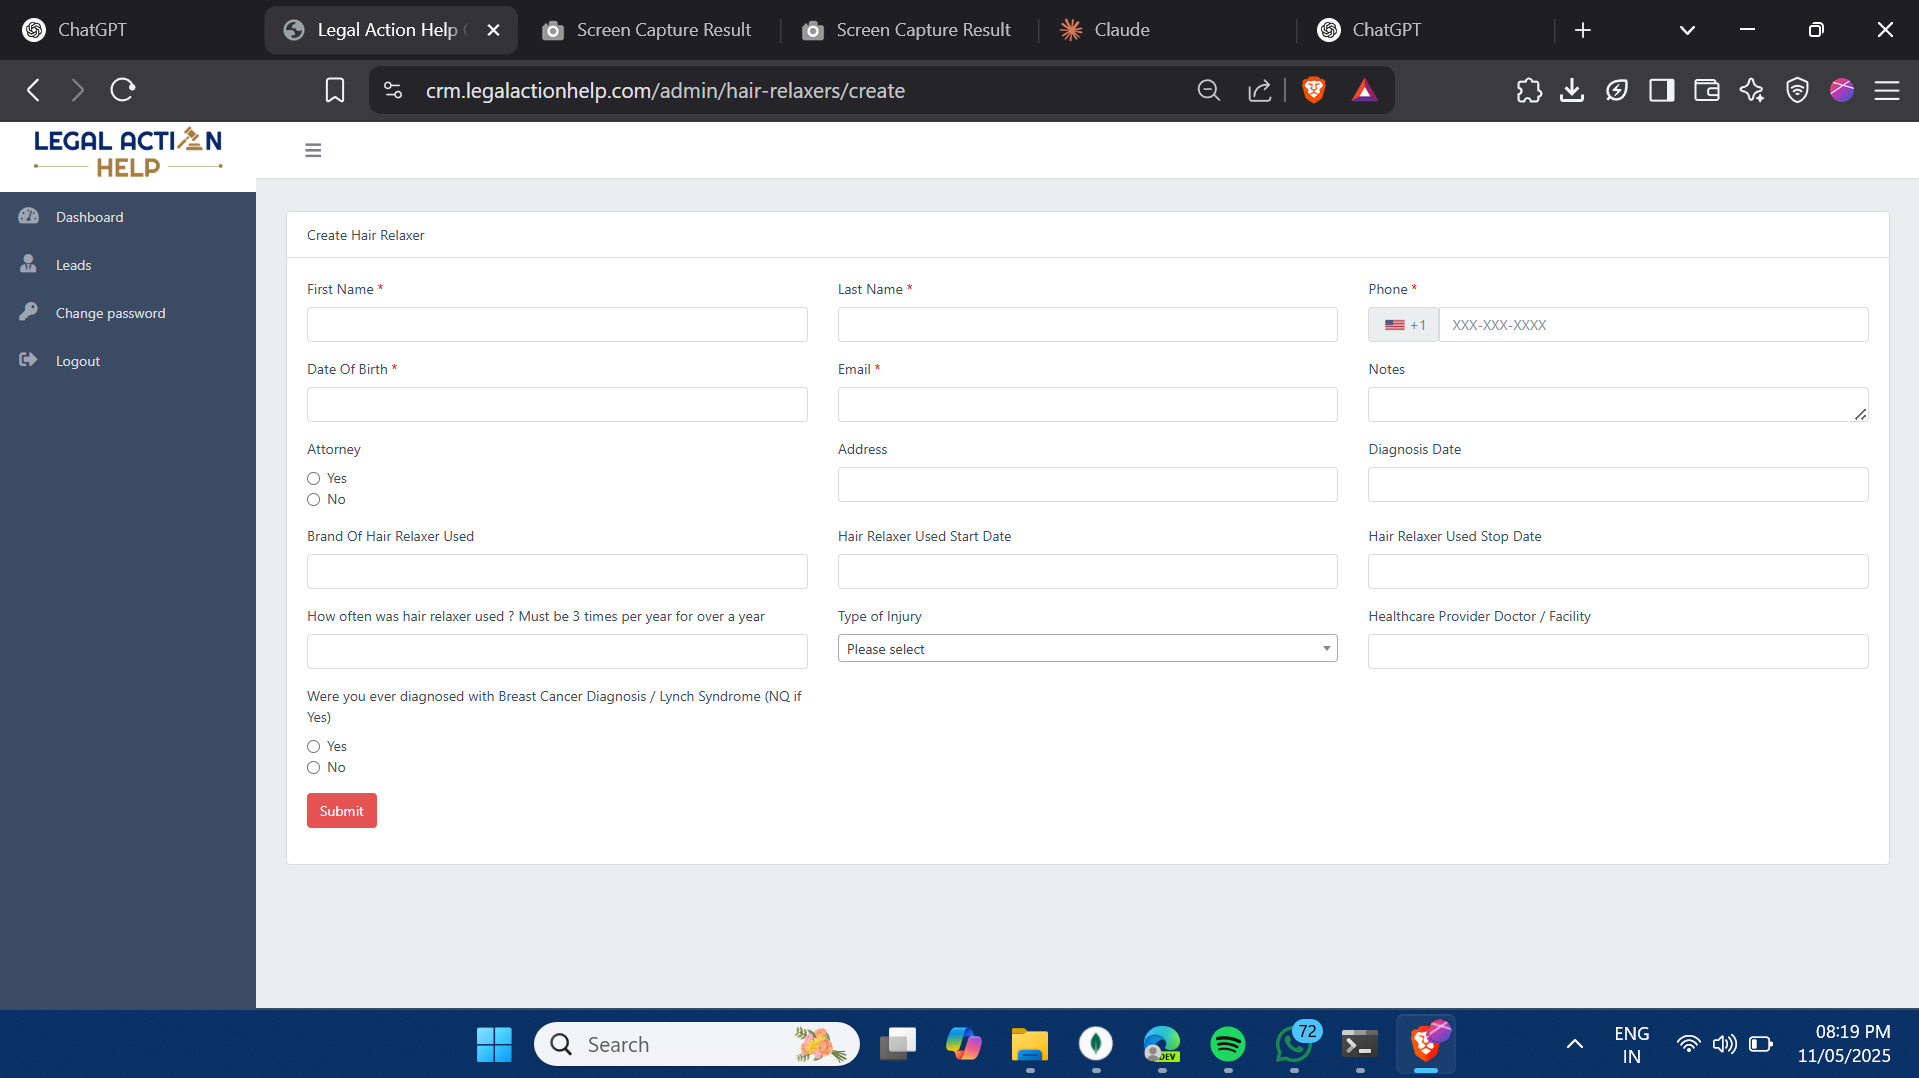 ChatGPT
Legal Action Help
Screen Capture Result
Screen Capture Result
Claude
ChatGPT
crm.legalactionhelp.com/admin/hair-relaxers/create
LEGAL ACTION
HELP
Dashboard
Leads
Change password
Logout
Create Hair Relaxer
First Name *
Last Name *
Phone *
+1
XXX-XXX-XXXX
Date Of Birth *
Email *
Notes
Attorney
Yes
No
Address
Diagnosis Date
Brand Of Hair Relaxer Used
Hair Relaxer Used Start Date
Hair Relaxer Used Stop Date
How often was hair relaxer used ? Must be 3 times per year for over a year
Type of Injury
Please select
Healthcare Provider Doctor / Facility
Were you ever diagnosed with Breast Cancer Diagnosis / Lynch Syndrome (NQ if
Yes)
Yes
No
Submit
Search
DEV
72
ENG
IN
08:19 PM
11/05/2025